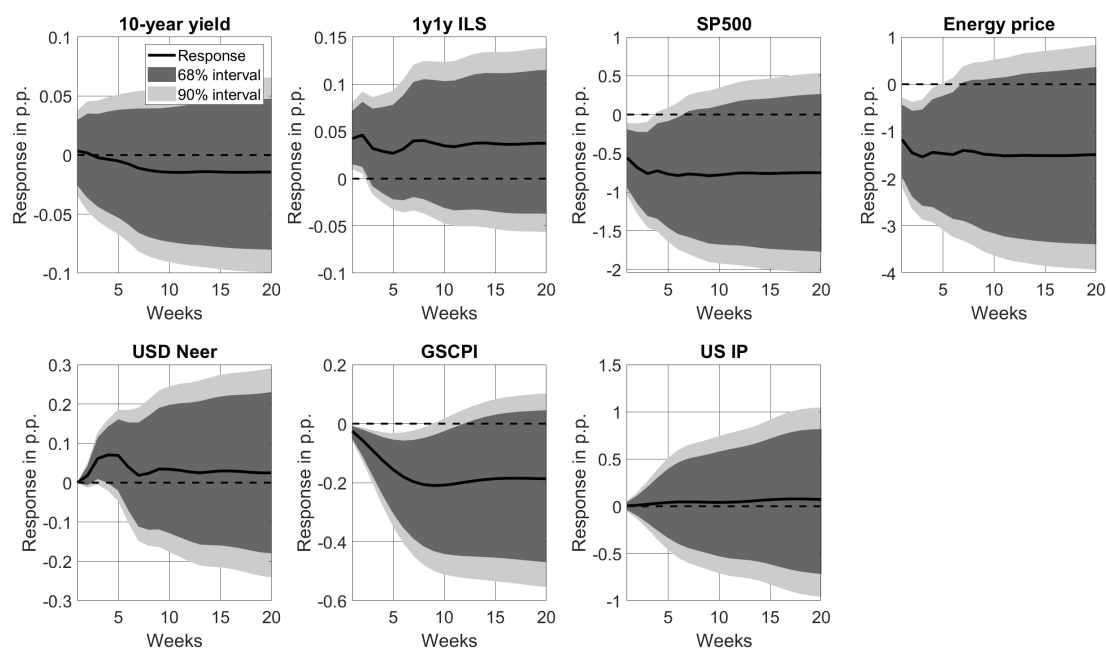 10-year yield
0.1
0.05
0
-0.05
-0.1
Response in p.p.
5 10 15 20
Weeks
Response
68% interval
90% interval
1y1y ILS
0.15
0.1
0.05
0
-0.05
-0.1
Response in p.p.
5 10 15 20
Weeks
SP500
1
0.5
0
-0.5
-1
-1.5
-2
Response in p.p.
5 10 15 20
Weeks
Energy price
1
0
-1
-2
-3
-4
Response in p.p.
5 10 15 20
Weeks
USD Neer
0.3
0.2
0.1
0
-0.1
-0.2
-0.3
Response in p.p.
5 10 15 20
Weeks
GSCPI
0.2
0
-0.2
-0.4
-0.6
Response in p.p.
5 10 15 20
Weeks
US IP
1.5
1
0.5
0
-0.5
-1
Response in p.p.
5 10 15 20
Weeks